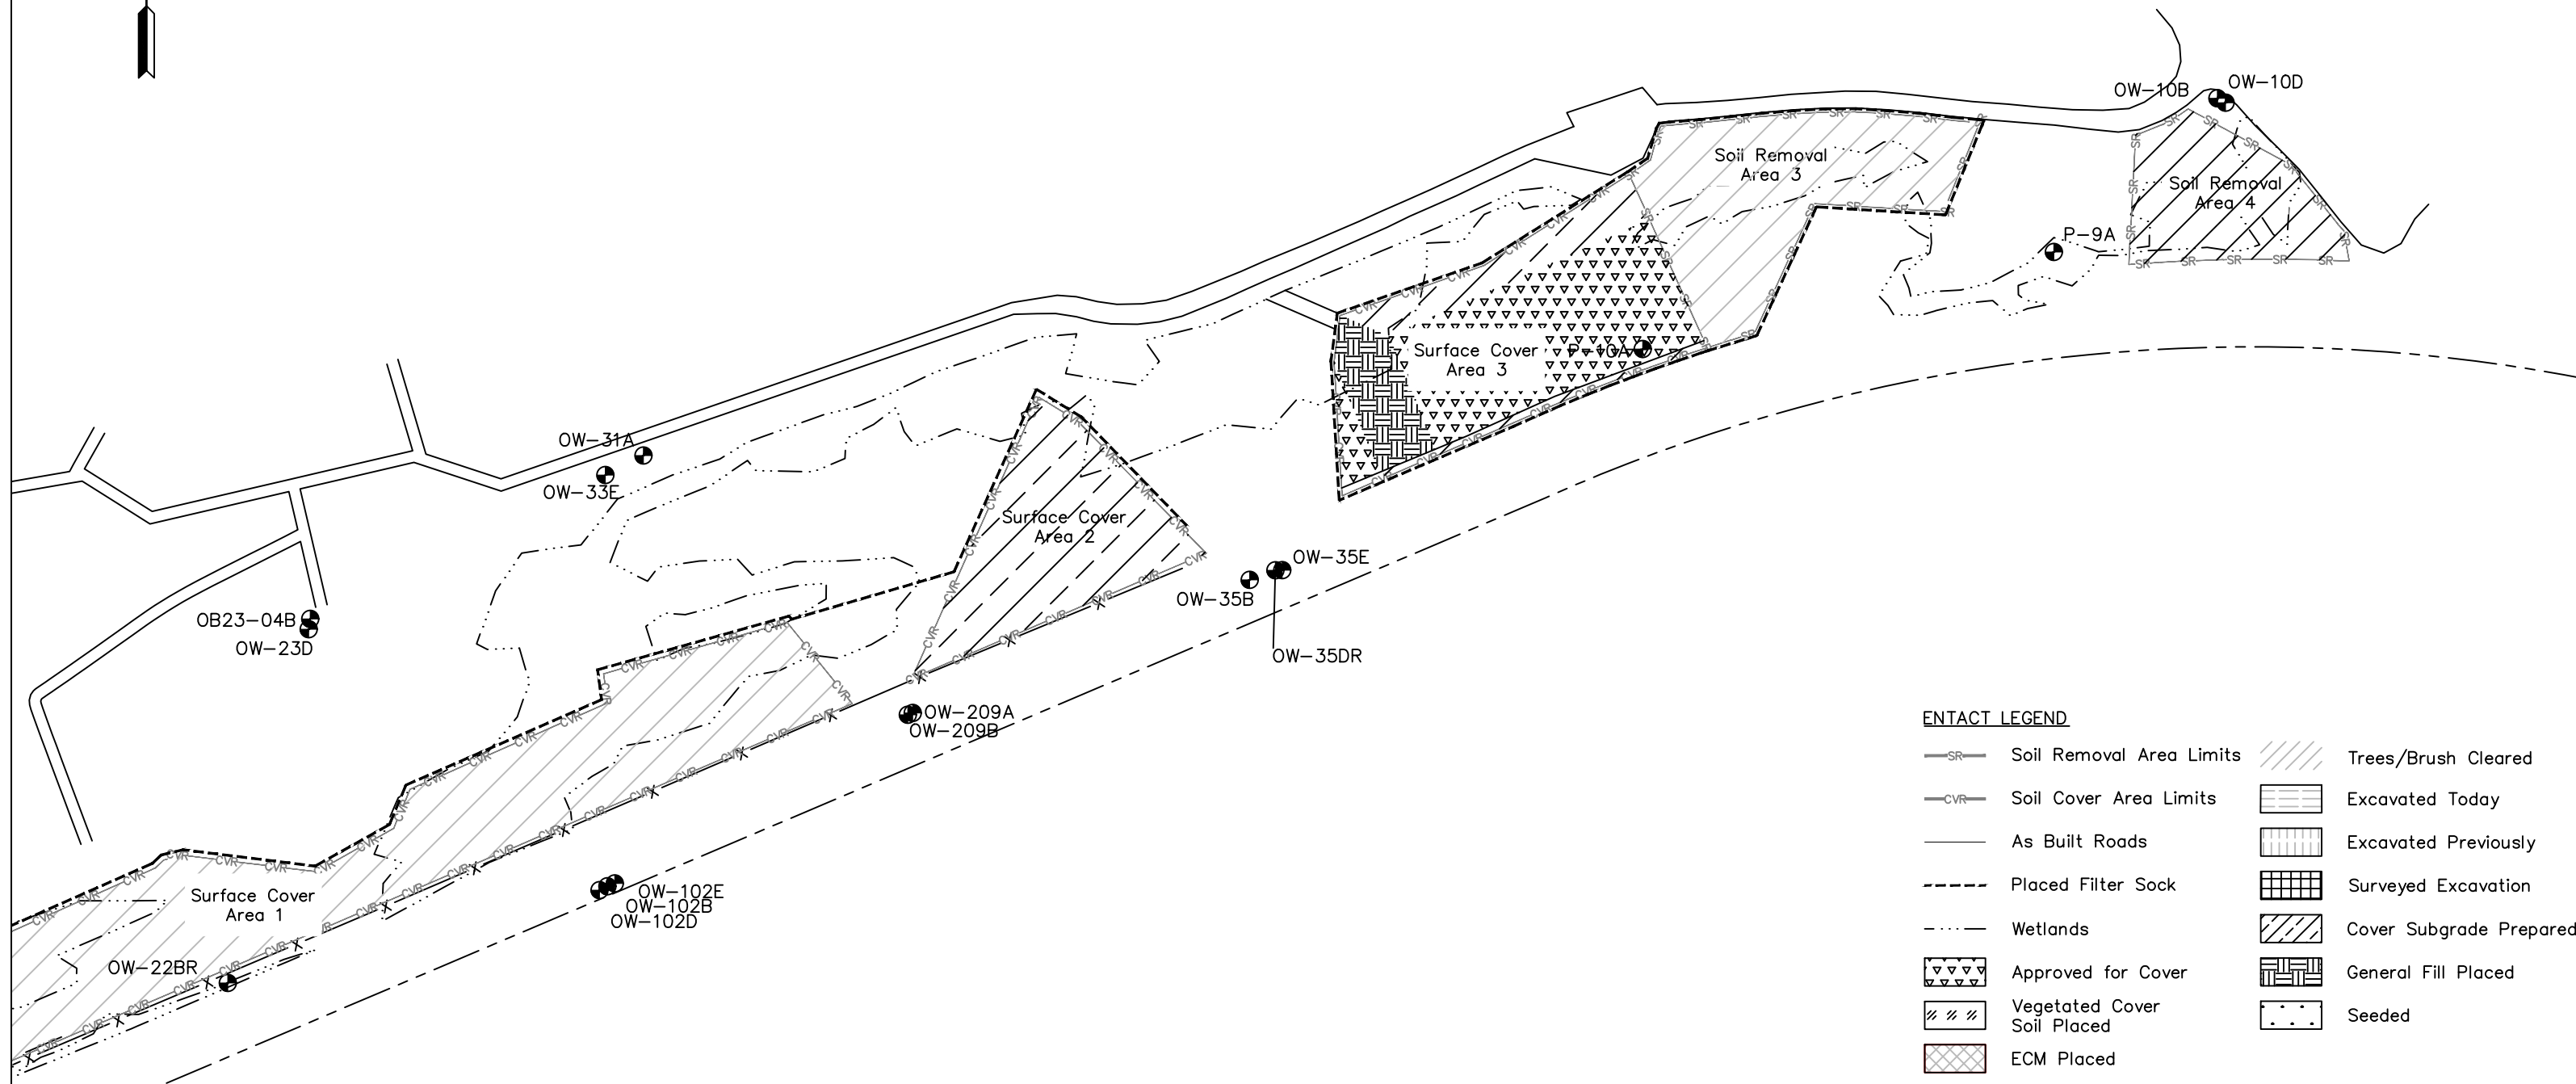 OW-10B
OW-10D
Soil Removal
Area 3
Soil Removal
Area 4
P-9A
Surface Cover
Area 3
P-10A
OW-31A
OW-33E
Surface Cover
Area 2
OW-35E
OW-35B
OW-35DR
OB23-04B
OW-23D
OW-209A
OW-209B
Surface Cover
Area 1
OW-102E
OW-102B
OW-102D
OW-22BR
ENTACT LEGEND
SR
Soil Removal Area Limits
CVR
Soil Cover Area Limits
As Built Roads
Placed Filter Sock
Wetlands
Approved for Cover
Vegetated Cover
Soil Placed
ECM Placed
Trees/Brush Cleared
Excavated Today
Excavated Previously
Surveyed Excavation
Cover Subgrade Prepared
General Fill Placed
Seeded